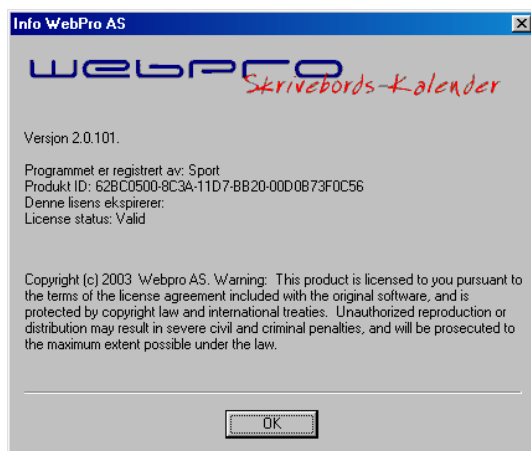 Info WebPro AS
webpro
Skrivebords-Kalender
Versjon 2.0.101.
Programmet er registrert av: Sport
Produkt ID: 62BC0500-8C3A-11D7-BB20-00D0B73F0C56
Denne lisens ekspirerer:
License status: Valid
Copyright (c) 2003  Webpro AS. Warning:  This product is licensed to you pursuant to
the terms of the license agreement included with the original software, and is
protected by copyright law and international treaties.  Unauthorized reproduction or
distribution may result in severe civil and criminal penalties, and will be prosecuted to
the maximum extent possible under the law.
OK